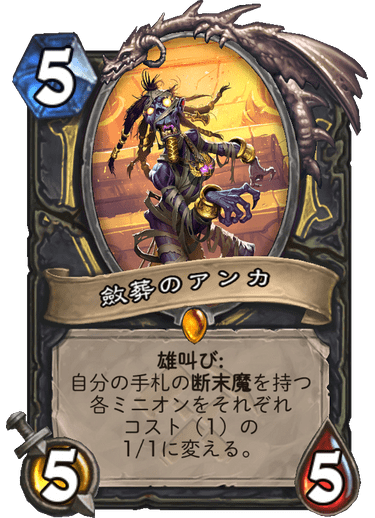 5
斂葬のアンカ
雄叫び:
自分の手札の断末魔を持つ
各ミニオンをそれぞれ
コスト（1）の
1/1に変える。
5
5